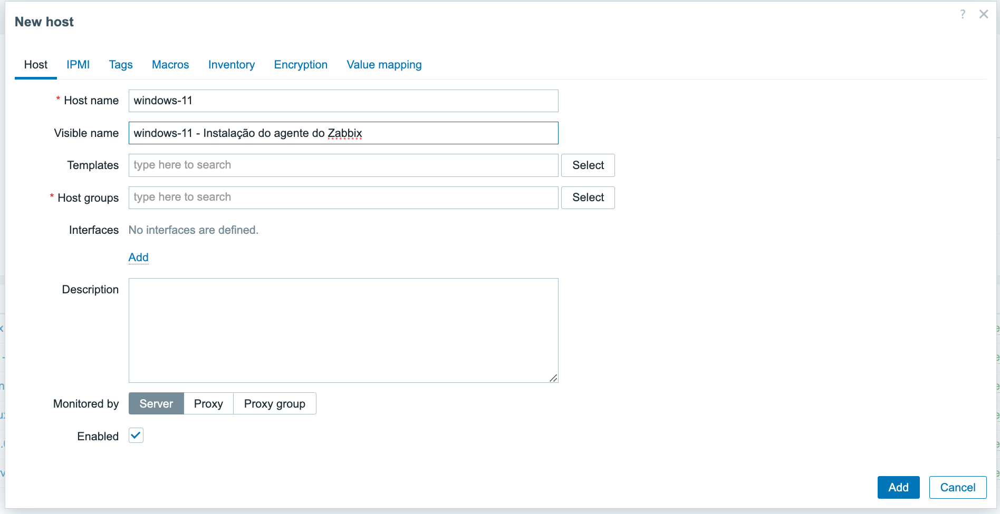 New host
?
Host IPMI Tags Macros Inventory Encryption Value mapping
* Host name windows-11
Visible name windows-11 - Instalação do agente do Zabbix
Templates type here to search Select
* Host groups type here to search Select
Interfaces No interfaces are defined.
Add
Description
Monitored by Server Proxy Proxy group
Enabled
Add Cancel